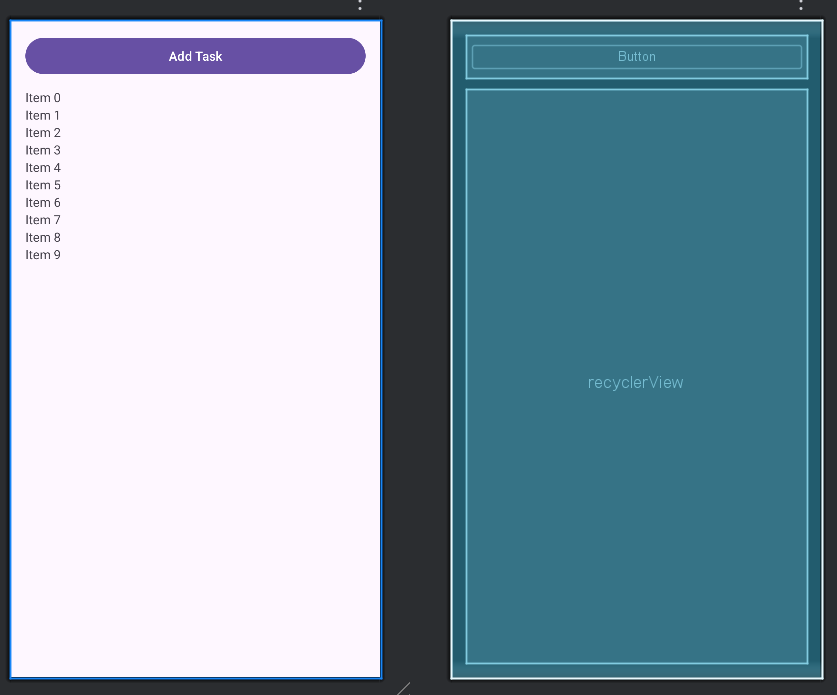 Add Task
Item 0
Item 1
Item 2
Item 3
Item 4
Item 5
Item 6
Item 7
Item 8
Item 9
Button
recyclerView